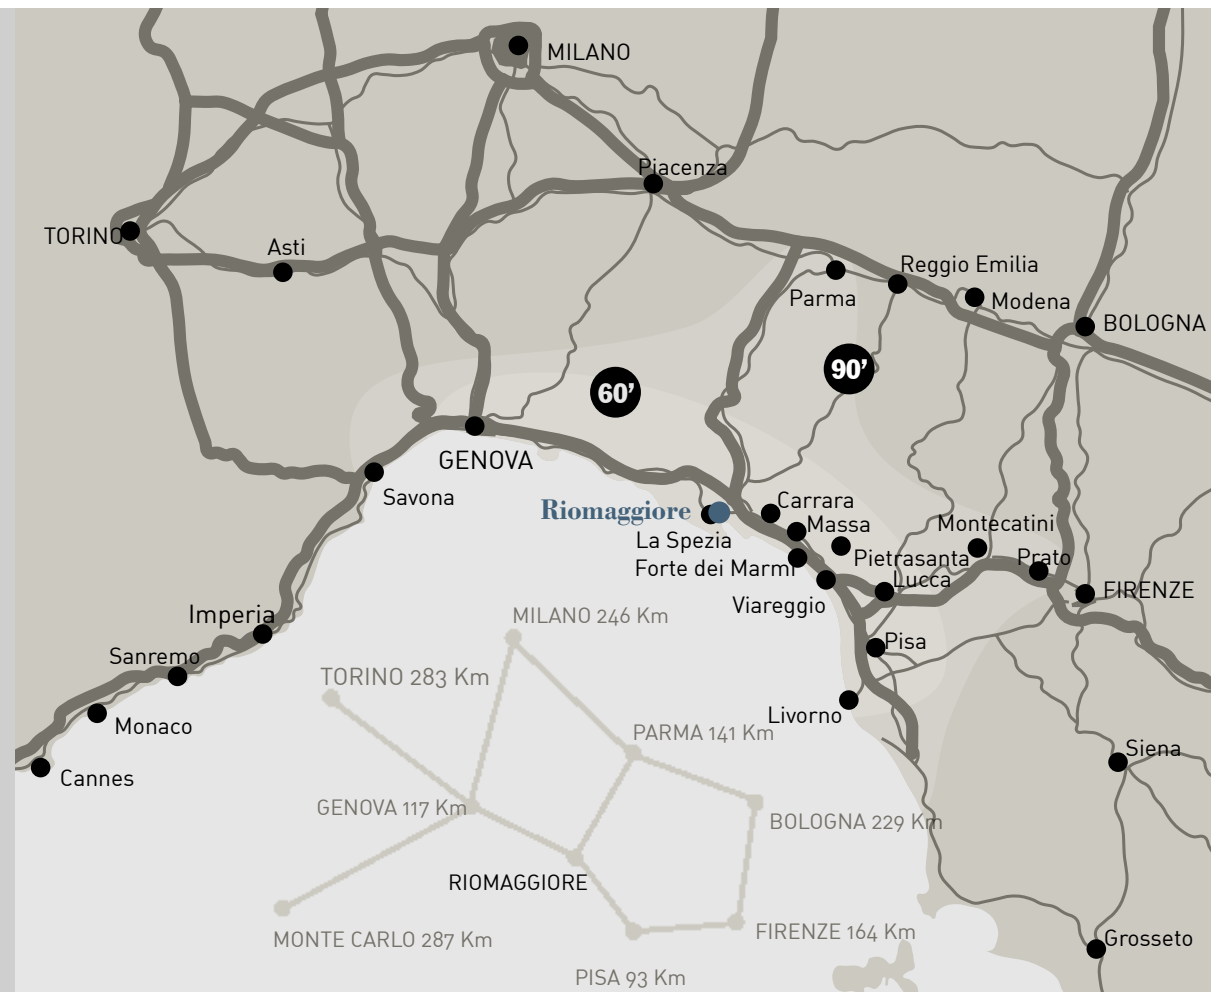 MILANO
Piacenza
TORINO
Asti
Reggio Emilia
Parma
Modena
BOLOGNA
90’
60’
GENOVA
Savona
Carrara
Riomaggiore
Massa
Montecatini
La Spezia
Pietrasanta
Prato
Forte dei Marmi
Lucca
FIRENZE
Viareggio
Imperia
MILANO 246 Km
Pisa
Sanremo
TORINO 283 Km
Livorno
Monaco
PARMA 141 Km
Siena
Cannes
GENOVA 117 Km
BOLOGNA 229 Km
RIOMAGGIORE
FIRENZE 164 Km
MONTE CARLO 287 Km
Grosseto
PISA 93 Km